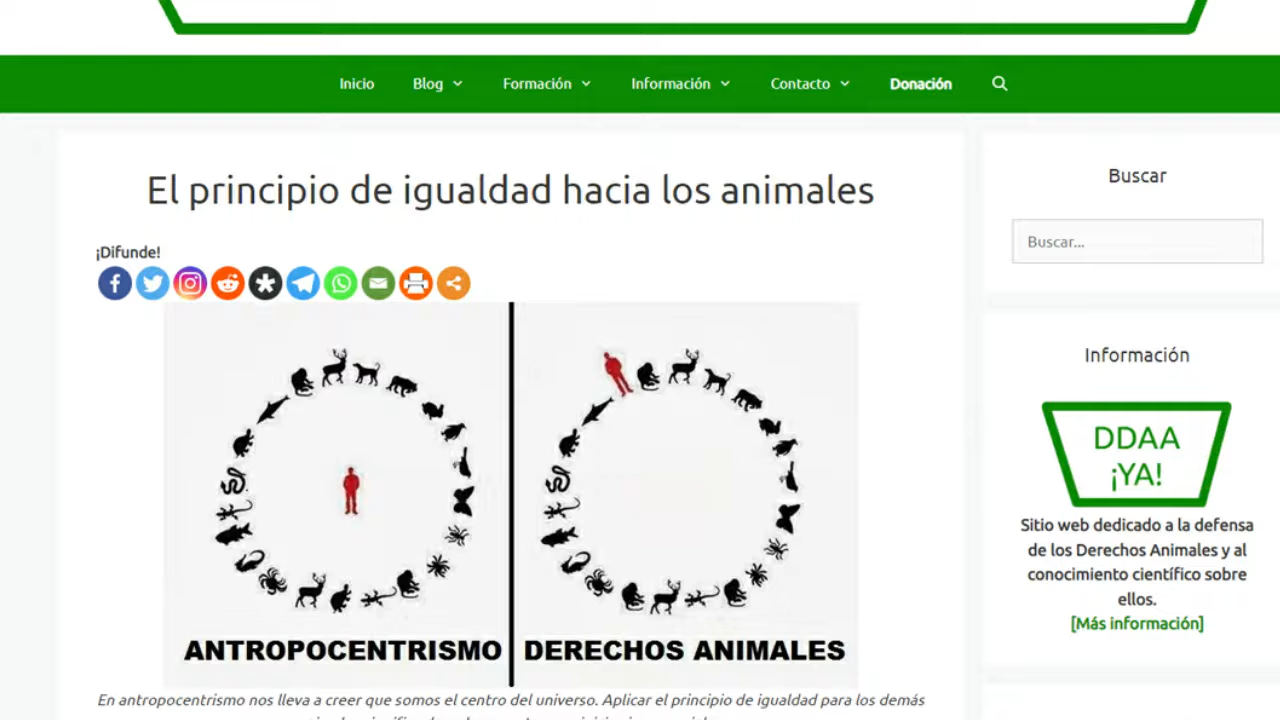 Inicio Blog Formación Información Contacto Donación
El principio de igualdad hacia los animales
¡Difunde!
ANTROPOCENTRISMO DERECHOS ANIMALES
En antropocentrismo nos lleva a creer que somos el centro del universo. Aplicar el principio de igualdad para los demás
Buscar
Buscar...
Información
DDAA
¡YA!
Sitio web dedicado a la defensa
de los Derechos Animales y al
conocimiento científico sobre
ellos.
[Más información]